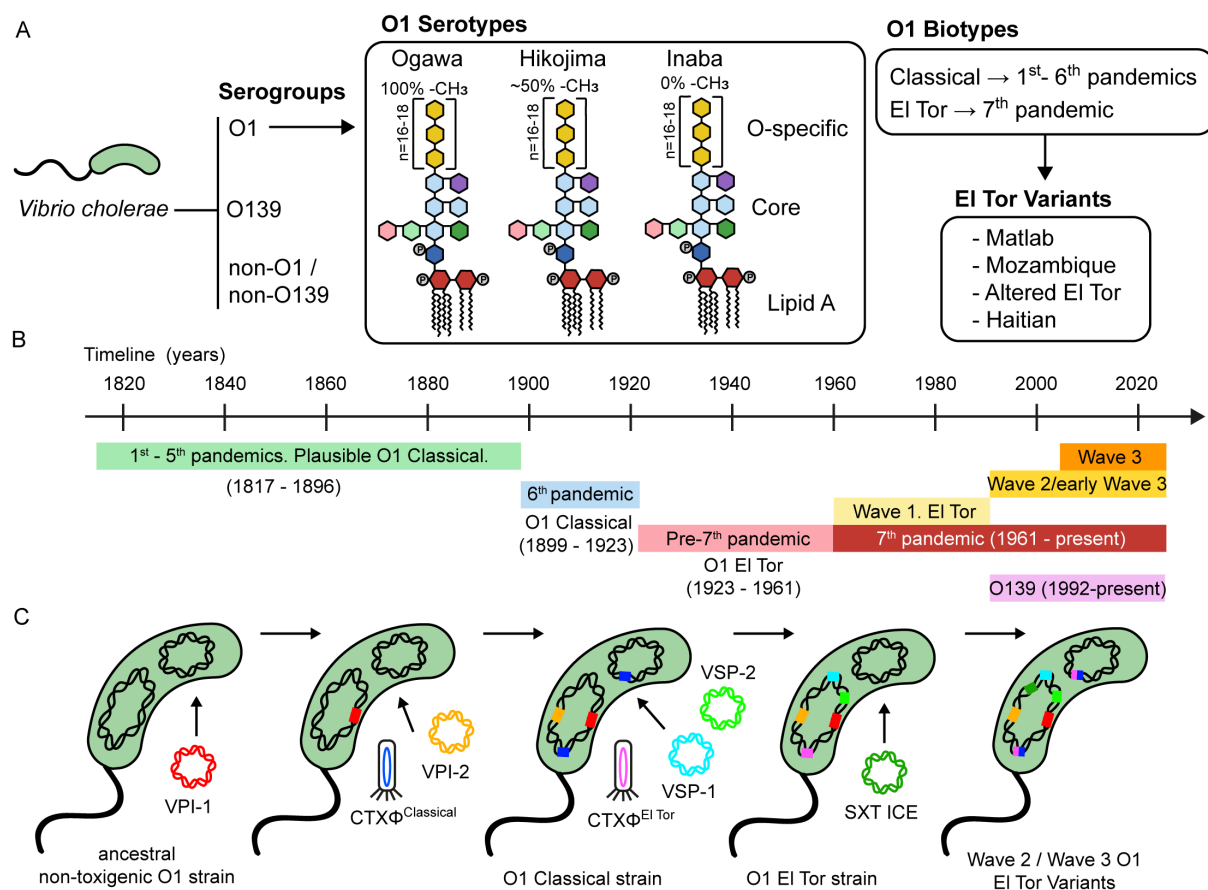 A
Serogroups
O1
O139
non-O1 /
non-O139
Vibrio cholerae
O1 Serotypes
Ogawa
Hikojima
Inaba
100% -CH₃
~50% -CH₃
0% -CH₃
n=16-18
n=16-18
n=16-18
O-specific
Core
Lipid A
P
P
P
P
P
P
P
P
P
O1 Biotypes
Classical → 1st- 6th pandemics
El Tor → 7th pandemic
El Tor Variants
- Matlab
- Mozambique
- Altered El Tor
- Haitian
B
Timeline (years)
1820
1840
1860
1880
1900
1920
1940
1960
1980
2000
2020
1st - 5th pandemics. Plausible O1 Classical.
(1817 - 1896)
6th pandemic
O1 Classical
(1899 - 1923)
Pre-7th pandemic
O1 El Tor
(1923 - 1961)
Wave 3
Wave 2/early Wave 3
Wave 1. El Tor
7th pandemic (1961 - present)
O139 (1992-present)
C
VPI-1
ancestral
non-toxigenic O1 strain
CTXΦClassical
VPI-2
O1 Classical strain
CTXΦEl Tor
VSP-1
VSP-2
O1 El Tor strain
SXT ICE
Wave 2 / Wave 3 O1
El Tor Variants